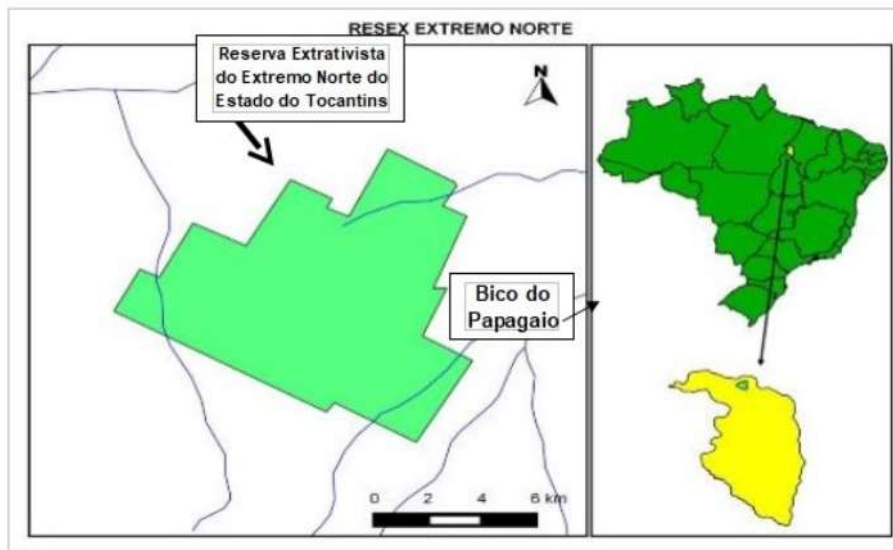 RESEX EXTREMO NORTE
Reserva Extrativista
do Extremo Norte do
Estado do Tocantins
N
Bico do
Papagaio
0 2 4 6 km